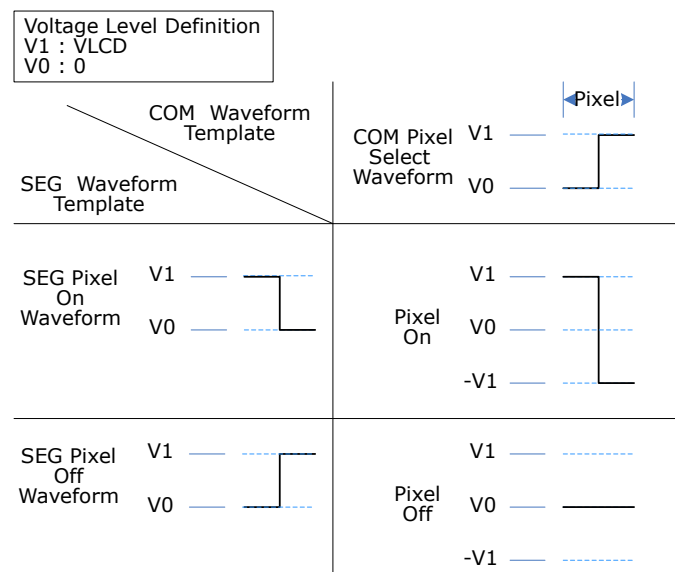 Voltage Level Definition
V1 : VLCD
V0 : 0
COM Waveform
Template
SEG Waveform
Template
Pixel
COM Pixel
Select
Waveform
V1
V0
SEG Pixel
On
Waveform
V1
V0
Pixel
On
V1
V0
-V1
SEG Pixel
Off
Waveform
V1
V0
Pixel
Off
V1
V0
-V1